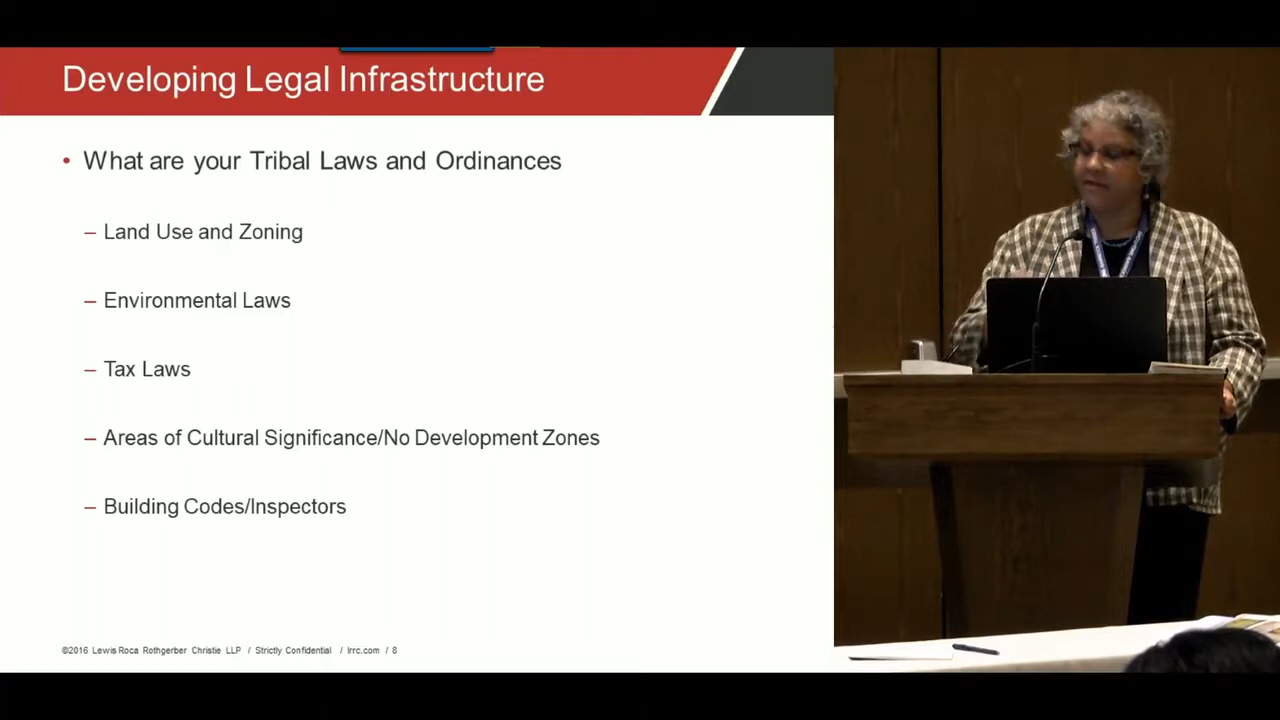 Developing Legal Infrastructure
• What are your Tribal Laws and Ordinances
– Land Use and Zoning
– Environmental Laws
– Tax Laws
– Areas of Cultural Significance/No Development Zones
– Building Codes/Inspectors
©2016 Lewis Roca Rothgerber Christie LLP / Strictly Confidential / lrrc.com / 8